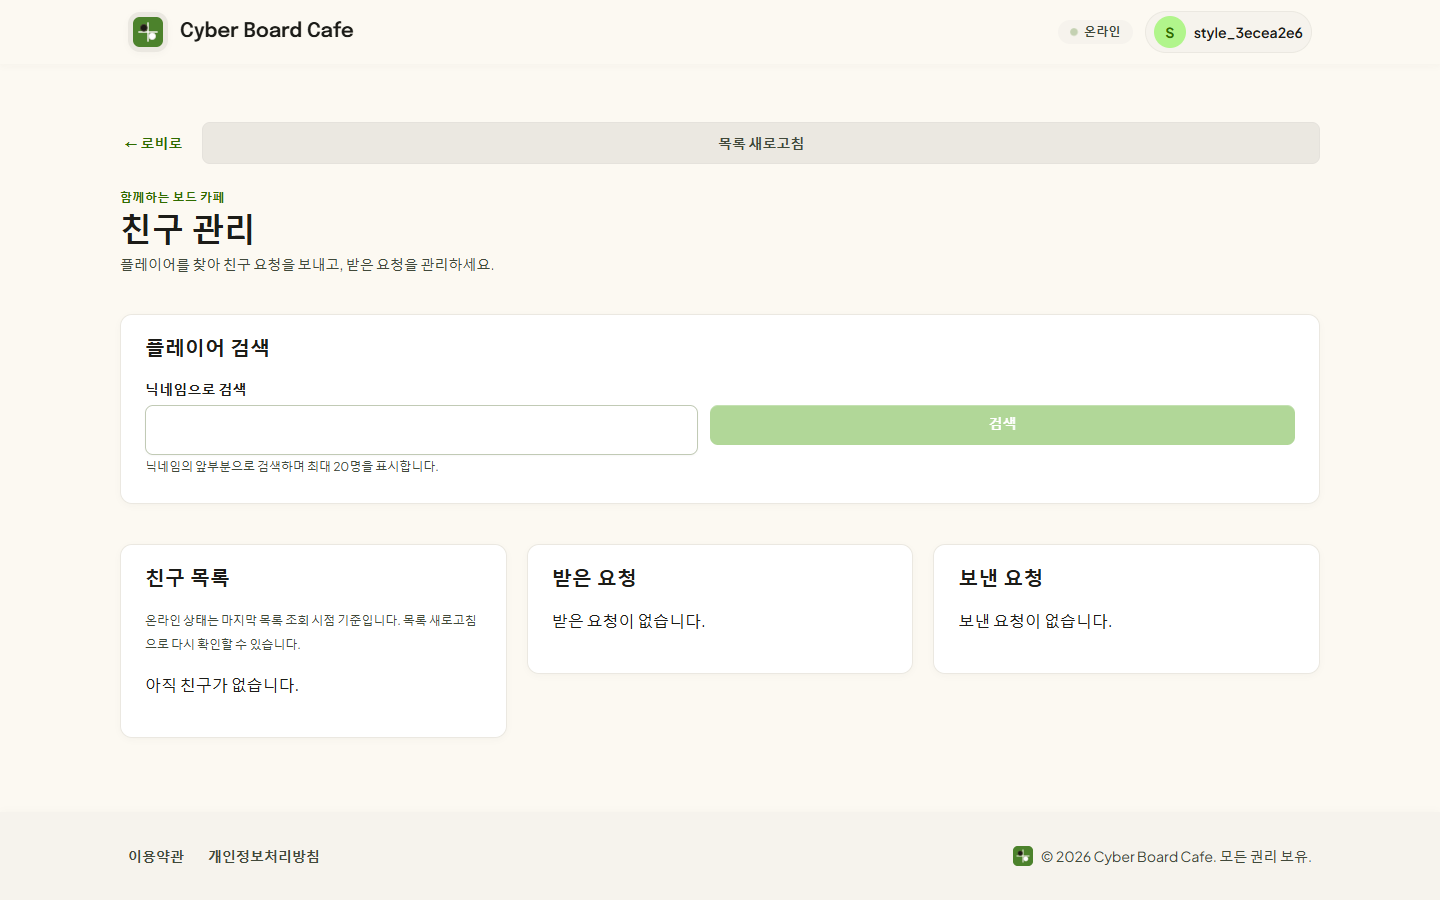 Cyber Board Cafe
온라인
S
style_3ecea2e6
← 로비로
목록 새로고침
함께하는 보드 카페
친구 관리
플레이어를 찾아 친구 요청을 보내고, 받은 요청을 관리하세요.
플레이어 검색
닉네임으로 검색
검색
닉네임의 앞부분으로 검색하며 최대 20명을 표시합니다.
친구 목록
온라인 상태는 마지막 목록 조회 시점 기준입니다. 목록 새로고침
으로 다시 확인할 수 있습니다.
아직 친구가 없습니다.
받은 요청
받은 요청이 없습니다.
보낸 요청
보낸 요청이 없습니다.
이용약관
개인정보처리방침
© 2026 Cyber Board Cafe. 모든 권리 보유.